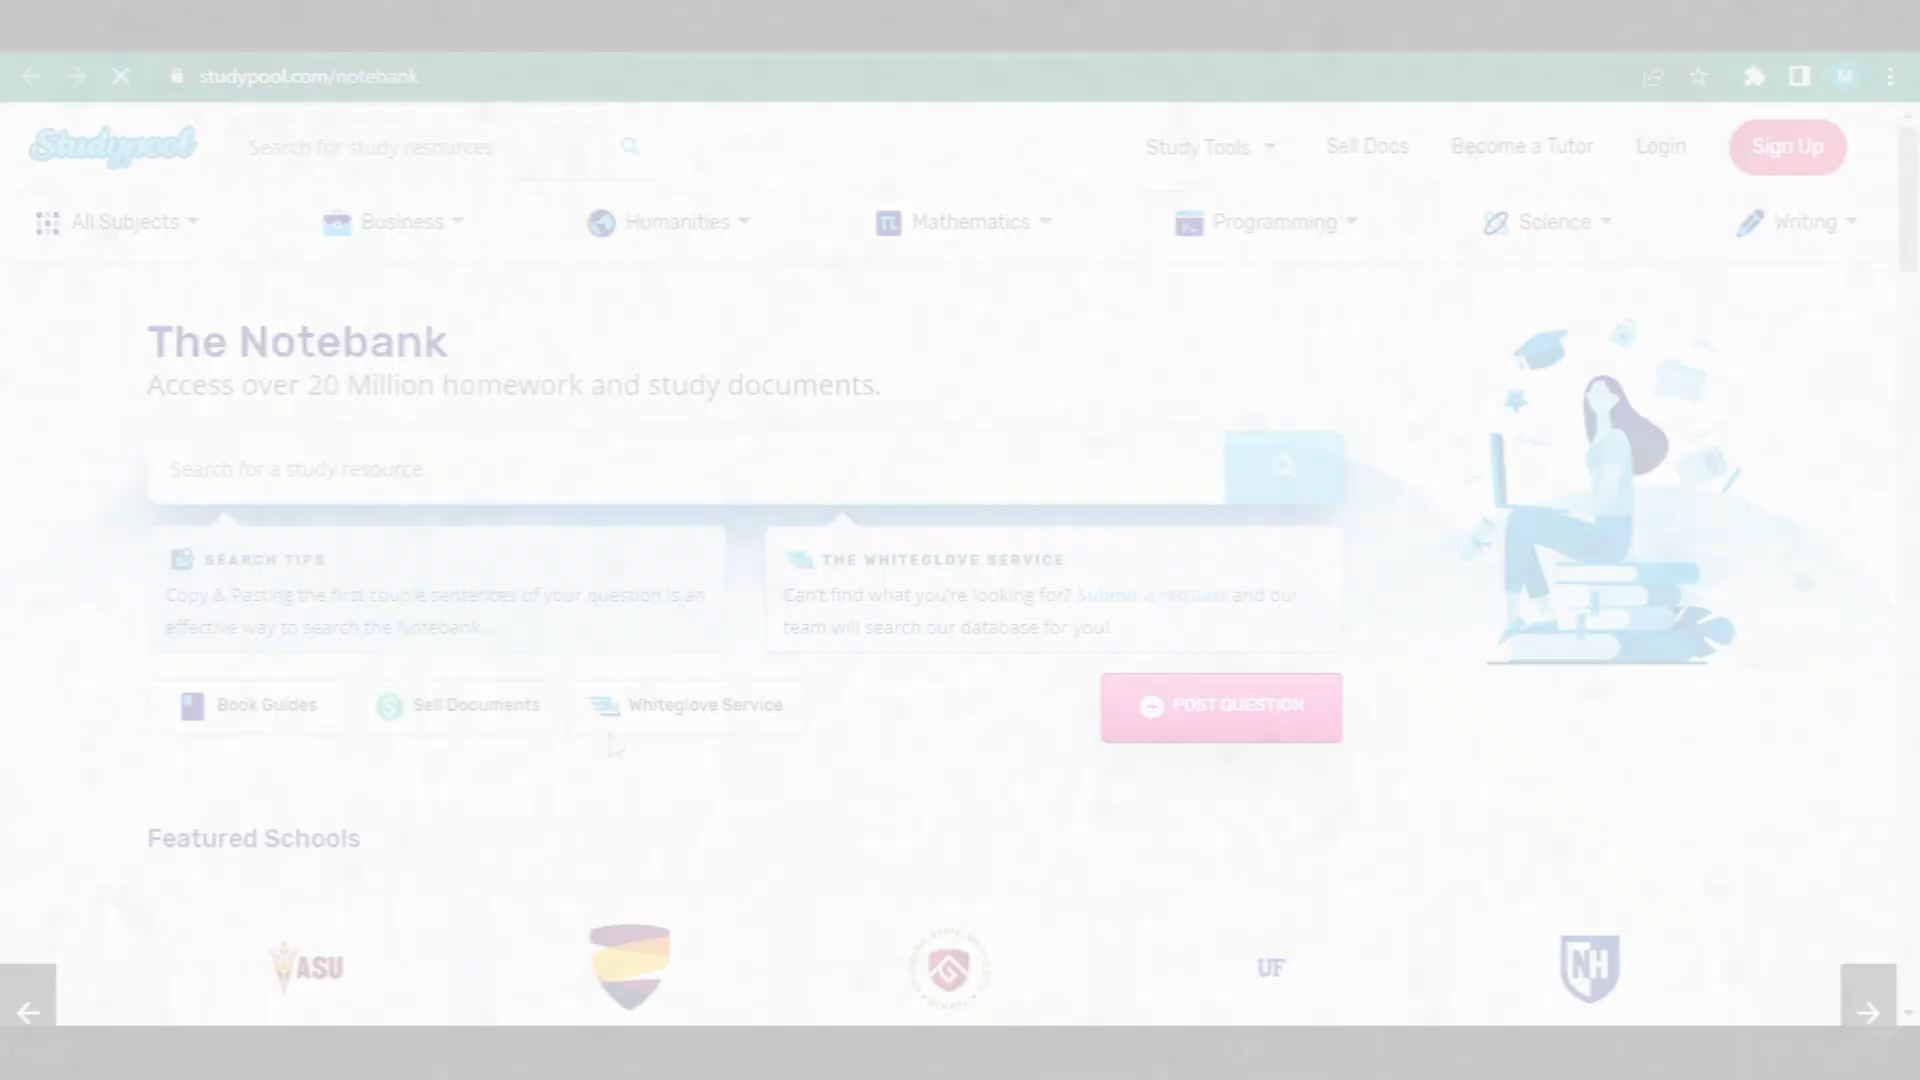 studypool.com/notebank
M
Studypool
Search for study resources
Study Tools
Sell Docs
Become a Tutor
Login
Sign Up
All Subjects
Business
Humanities
Mathematics
Programming
Science
Writing
The Notebank
Access over 20 Million homework and study documents.
Search for a study resource
SEARCH TIPS
Copy & Pasting the first couple sentences of your question is an
effective way to search the Notebank.
THE WHITEGLOVE SERVICE
Can't find what you're looking for? Submit a request and our
team will search our database for you!
Book Guides
Sell Documents
Whiteglove Service
POST QUESTION
Featured Schools
ASU
UF
NH